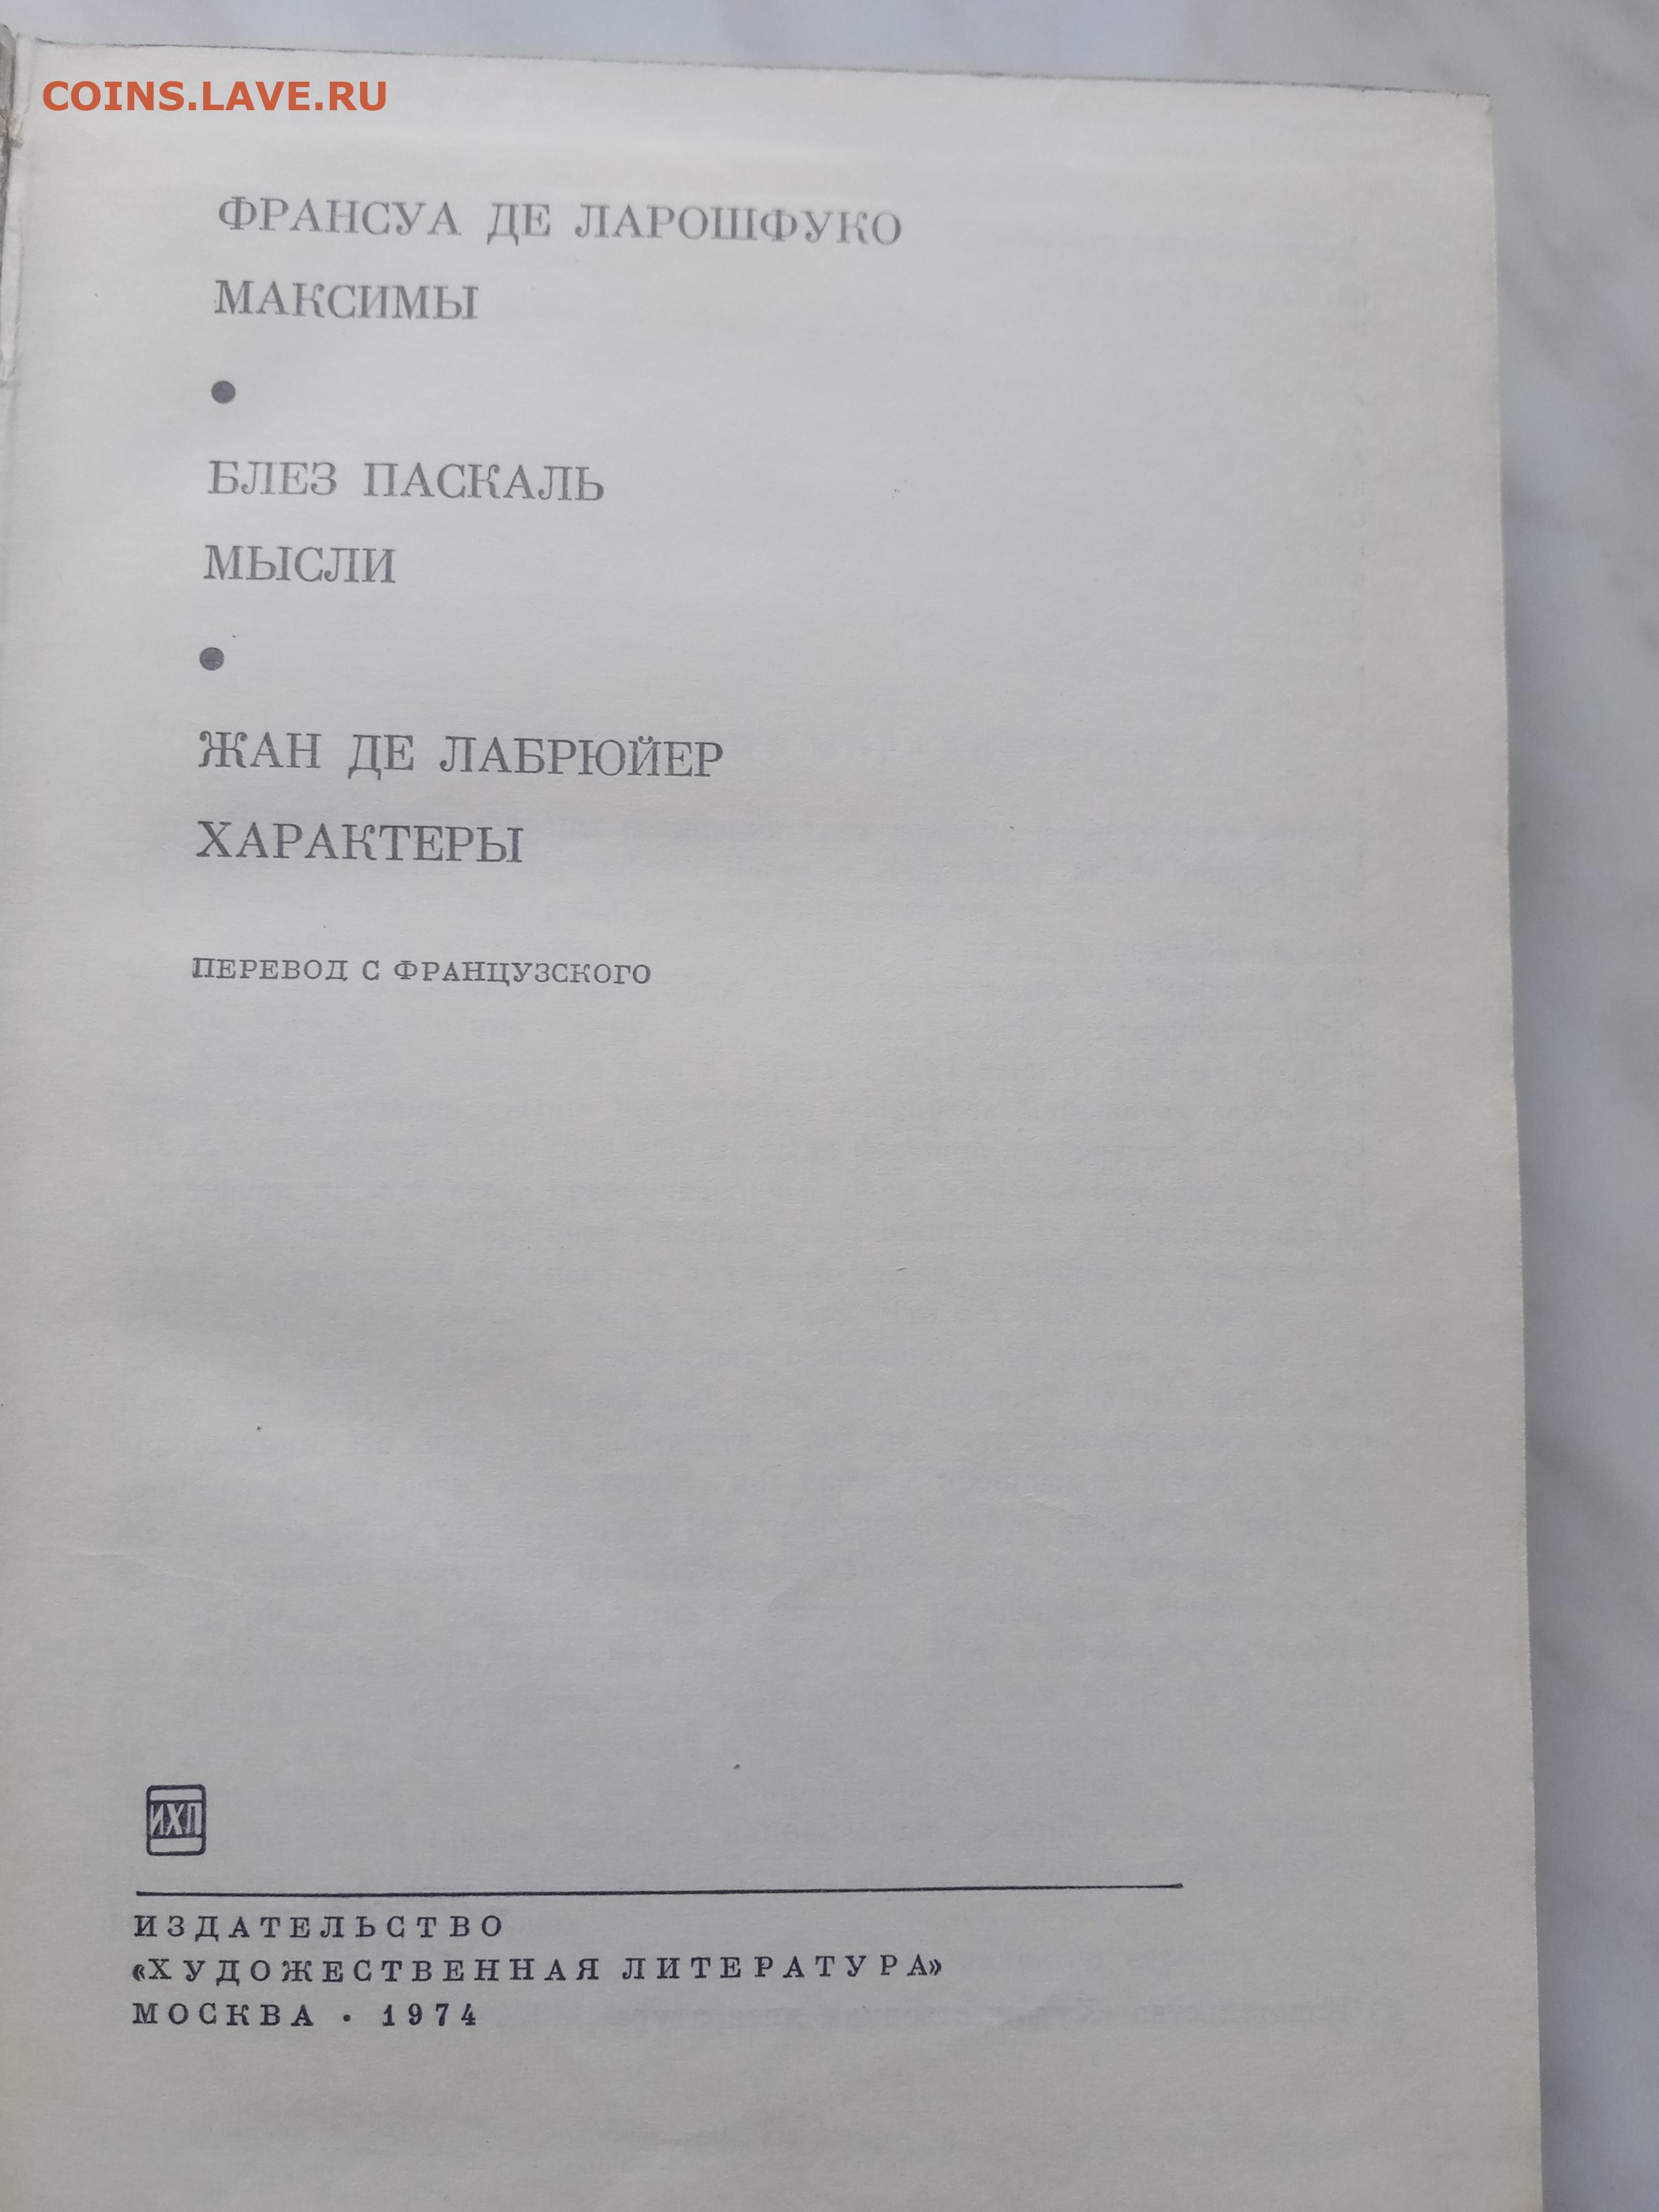 COINS.LAVE.RU
ФРАНСУА ДЕ ЛАРОШФУКО
МАКСИМЫ
●
БЛЕЗ ПАСКАЛЬ
МЫСЛИ
●
ЖАН ДЕ ЛАБРЮЙЕР
ХАРАКТЕРЫ
ПЕРЕВОД С ФРАНЦУЗСКОГО
ИХЛ
ИЗДАТЕЛЬСТВО
«ХУДОЖЕСТВЕННАЯ ЛИТЕРАТУРА»
МОСКВА • 1974